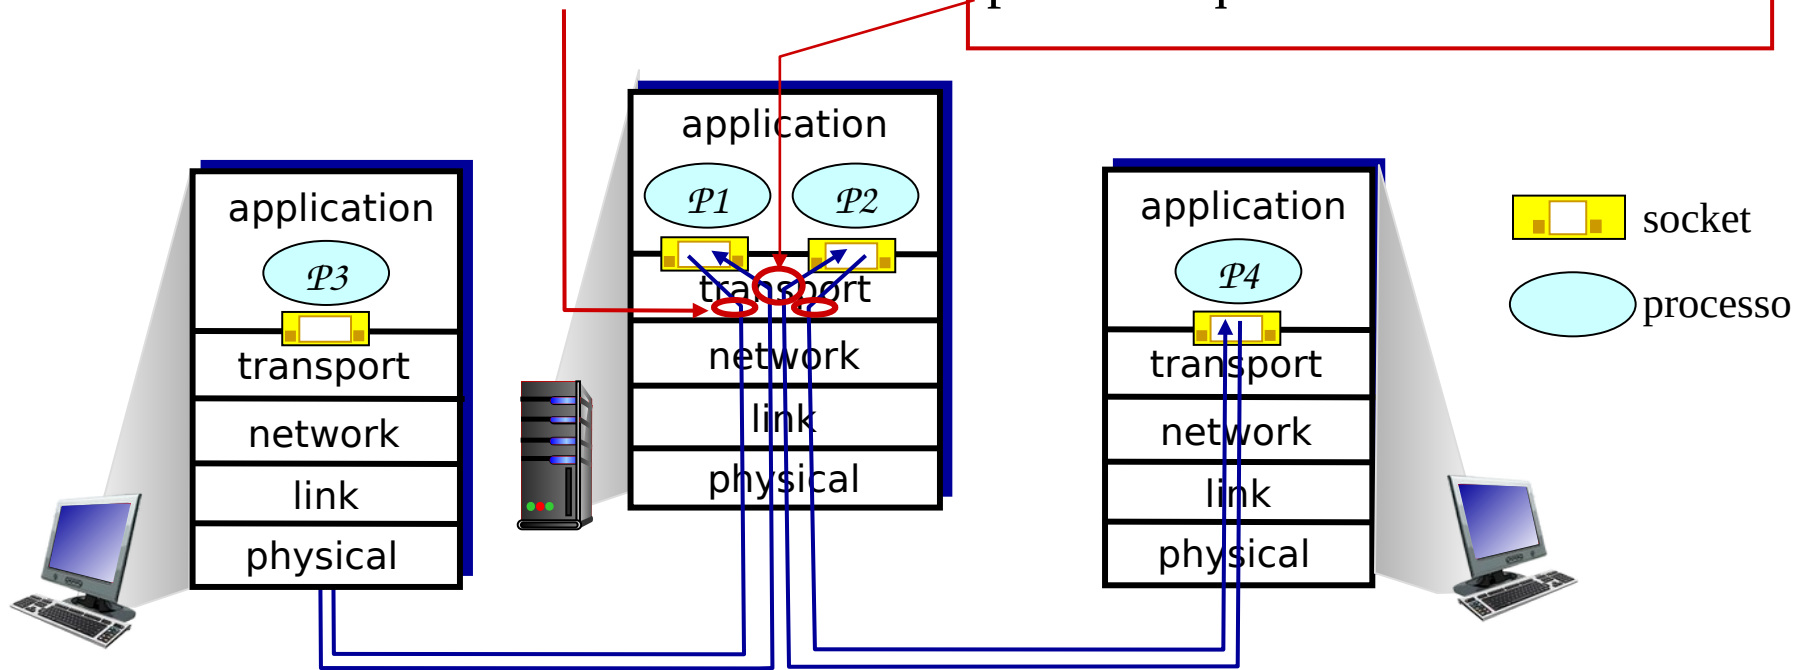 application
P1 P2
transport
network
link
physical
application
P3
transport
network
link
physical
application
P4
transport
network
link
physical
socket
processo